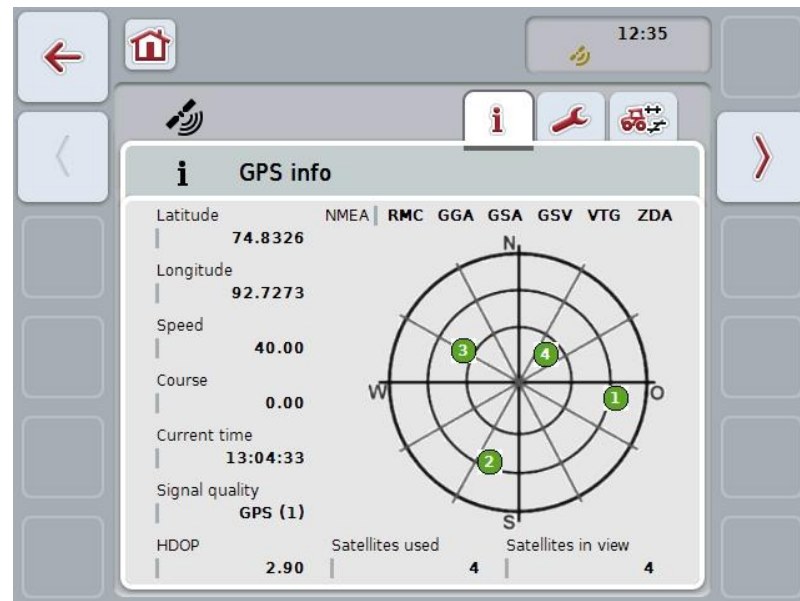 12:35
i
i GPS info
Latitude
74.8326
NMEA RMC GGA GSA GSV VTG ZDA
Longitude
92.7273
Speed
40.00
Course
0.00
Current time
13:04:33
Signal quality
GPS (1)
HDOP
2.90
N
3
4
W
O
1
2
S
Satellites used
4
Satellites in view
4